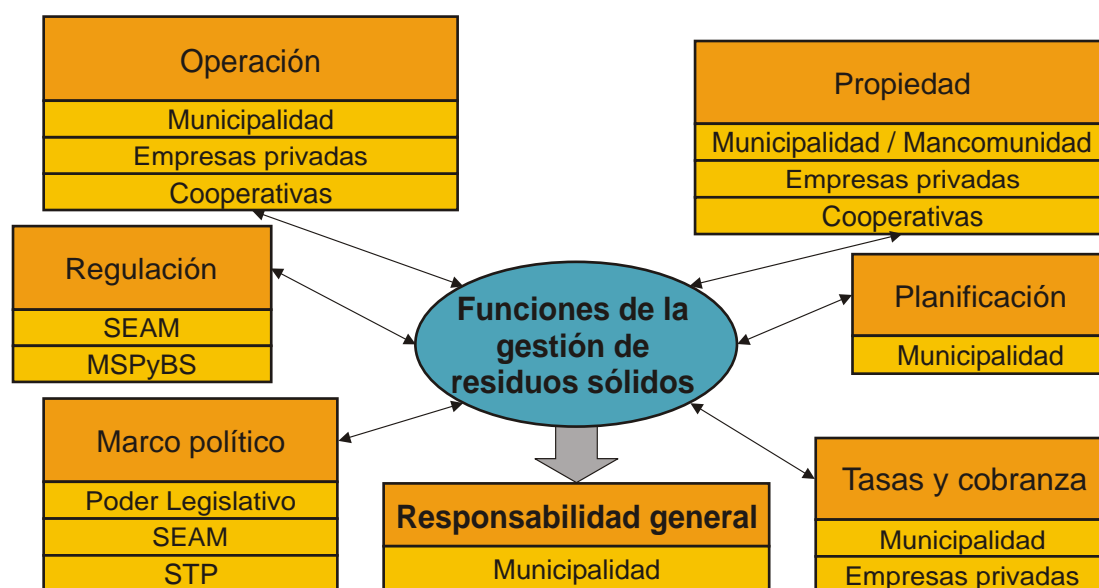 Operación
Municipalidad
Empresas privadas
Cooperativas
Propiedad
Municipalidad / Mancomunidad
Empresas privadas
Cooperativas
Regulación
SEAM
MSPyBS
Funciones de la
gestión de
residuos sólidos
Planificación
Municipalidad
Marco político
Poder Legislativo
SEAM
STP
Responsabilidad general
Municipalidad
Tasas y cobranza
Municipalidad
Empresas privadas